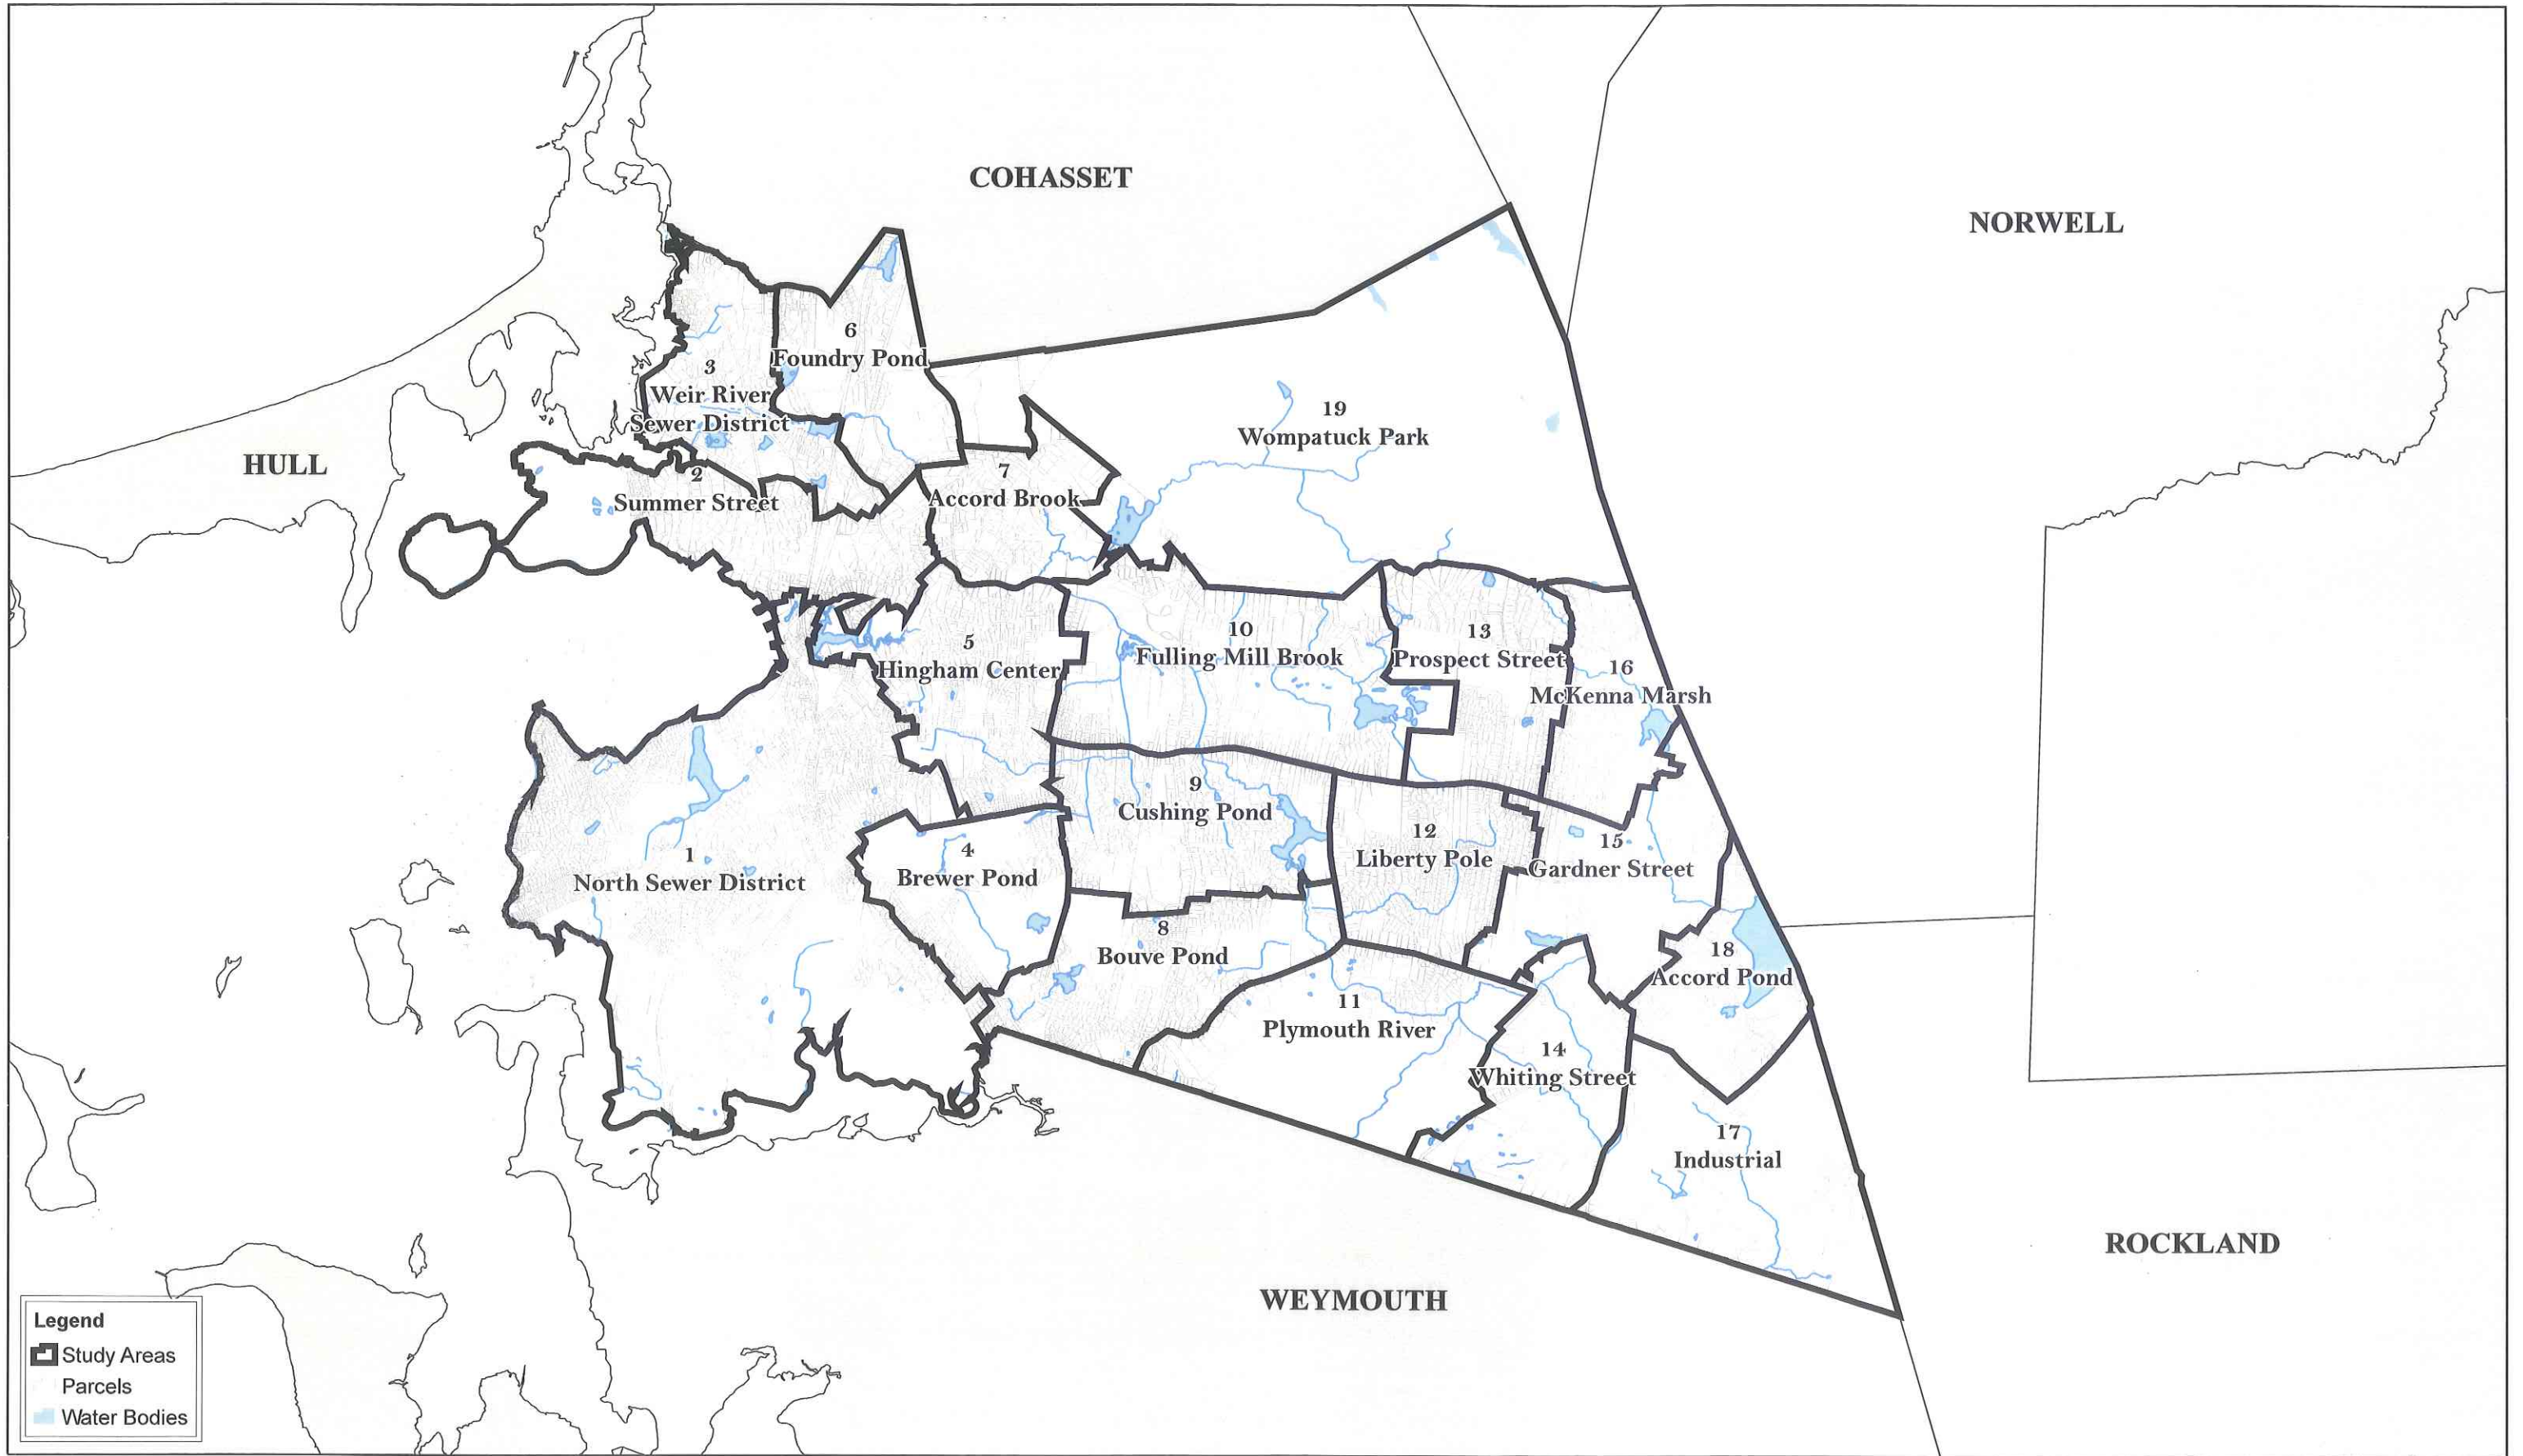 COHASSET
NORWELL
6
Foundry Pond
3
Weir River
Sewer District
19
Wompatuck Park
HULL
2
Summer Street
7
Accord Brook
5
Hingham Center
10
Fulling Mill Brook
13
Prospect Street
16
McKenna Marsh
9
Cushing Pond
12
Liberty Pole
15
Gardner Street
1
North Sewer District
4
Brewer Pond
8
Bouve Pond
18
Accord Pond
11
Plymouth River
14
Whiting Street
17
Industrial
ROCKLAND
WEYMOUTH
Legend
Study Areas
Parcels
Water Bodies